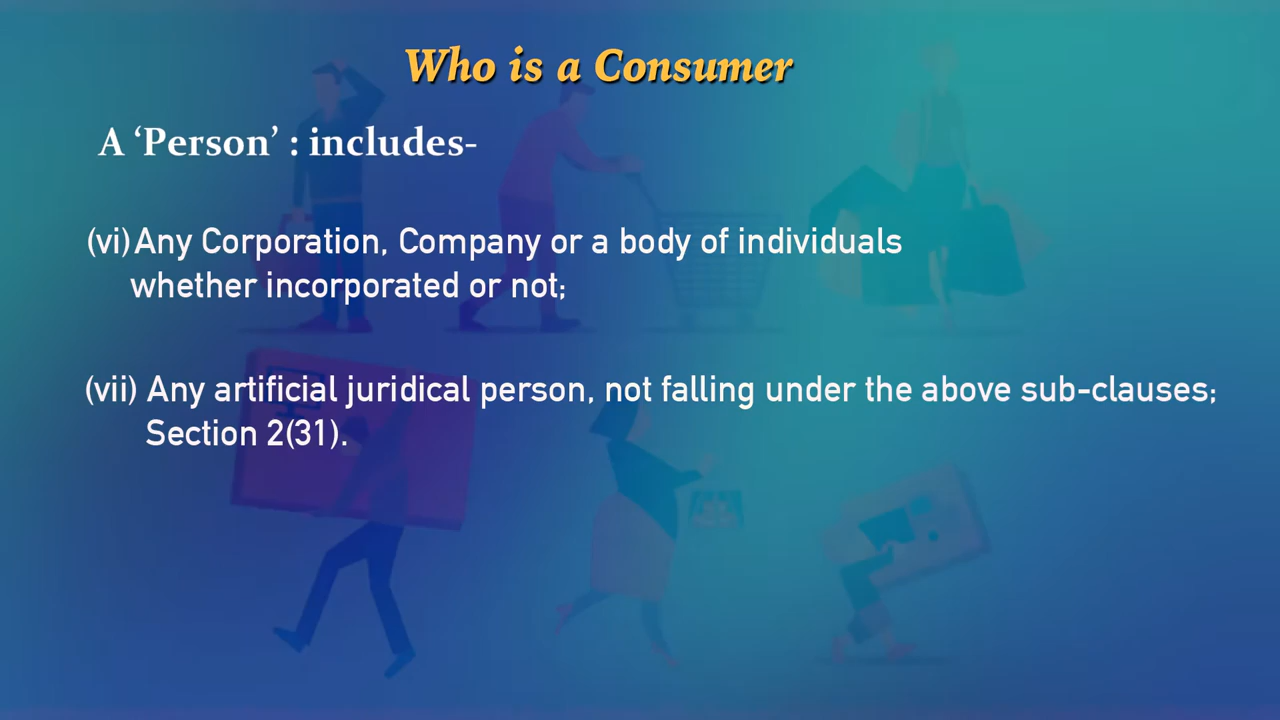 Who is a Consumer
A ‘Person’ : includes-
(vi) Any Corporation, Company or a body of individuals
whether incorporated or not;
(vii) Any artificial juridical person, not falling under the above sub-clauses;
Section 2(31).